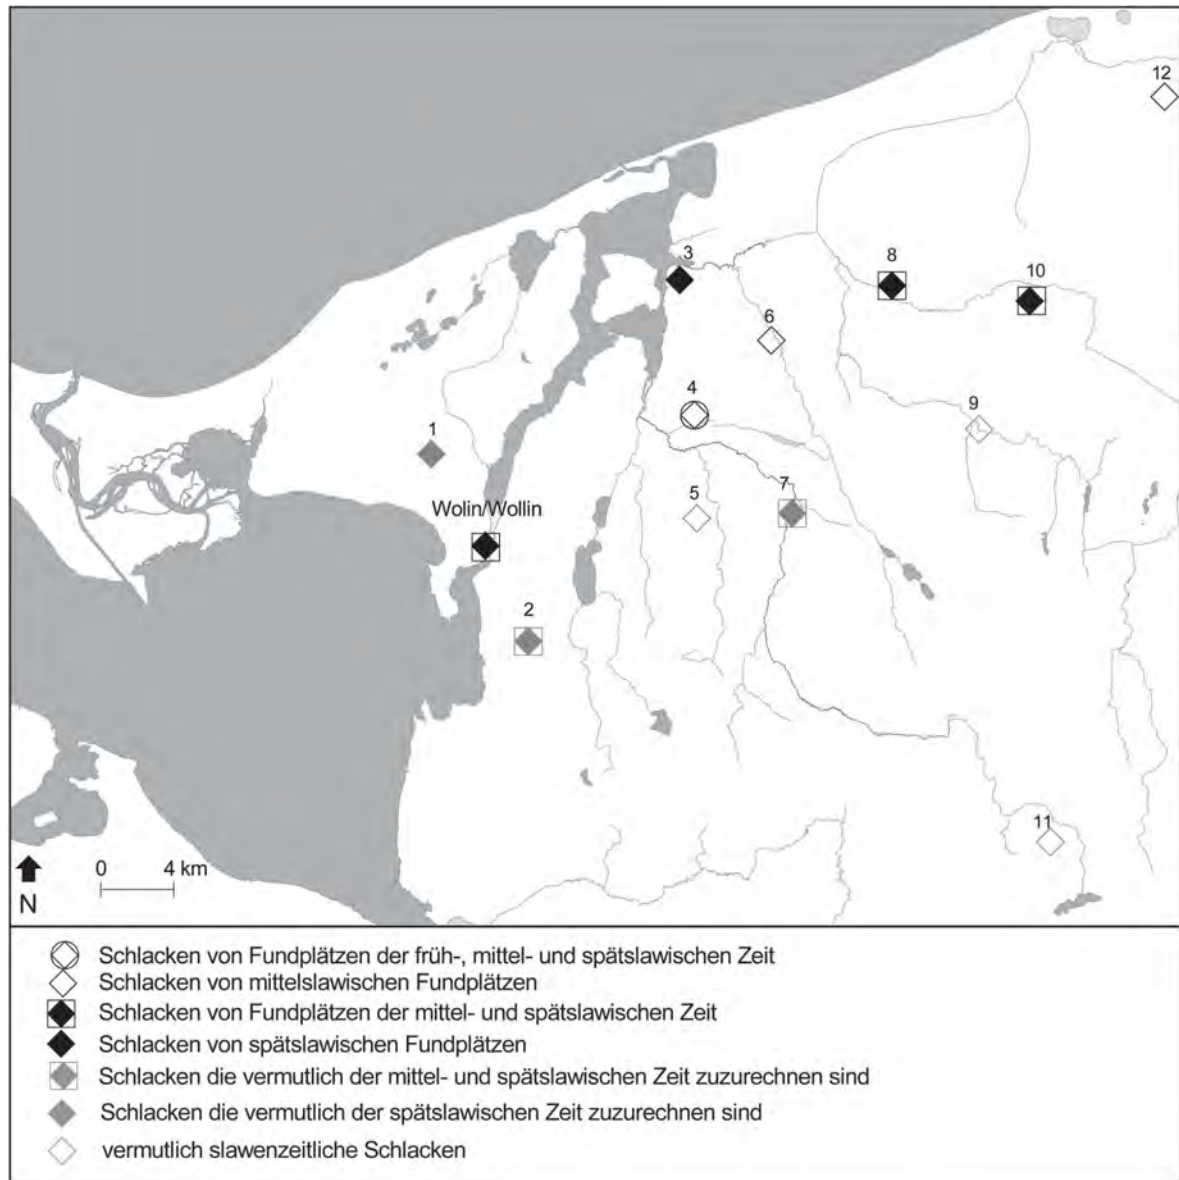 12
3
8
10
6
4
9
1
5
7
Wolin/Wollin
2
11
0 4 km
N
Schlacken von Fundplätzen der früh-, mittel- und spätslawischen Zeit
Schlacken von mittelslawischen Fundplätzen
Schlacken von Fundplätzen der mittel- und spätslawischen Zeit
Schlacken von spätslawischen Fundplätzen
Schlacken die vermutlich der mittel- und spätslawischen Zeit zuzurechnen sind
Schlacken die vermutlich der spätslawischen Zeit zuzurechnen sind
vermutlich slawenzeitliche Schlacken